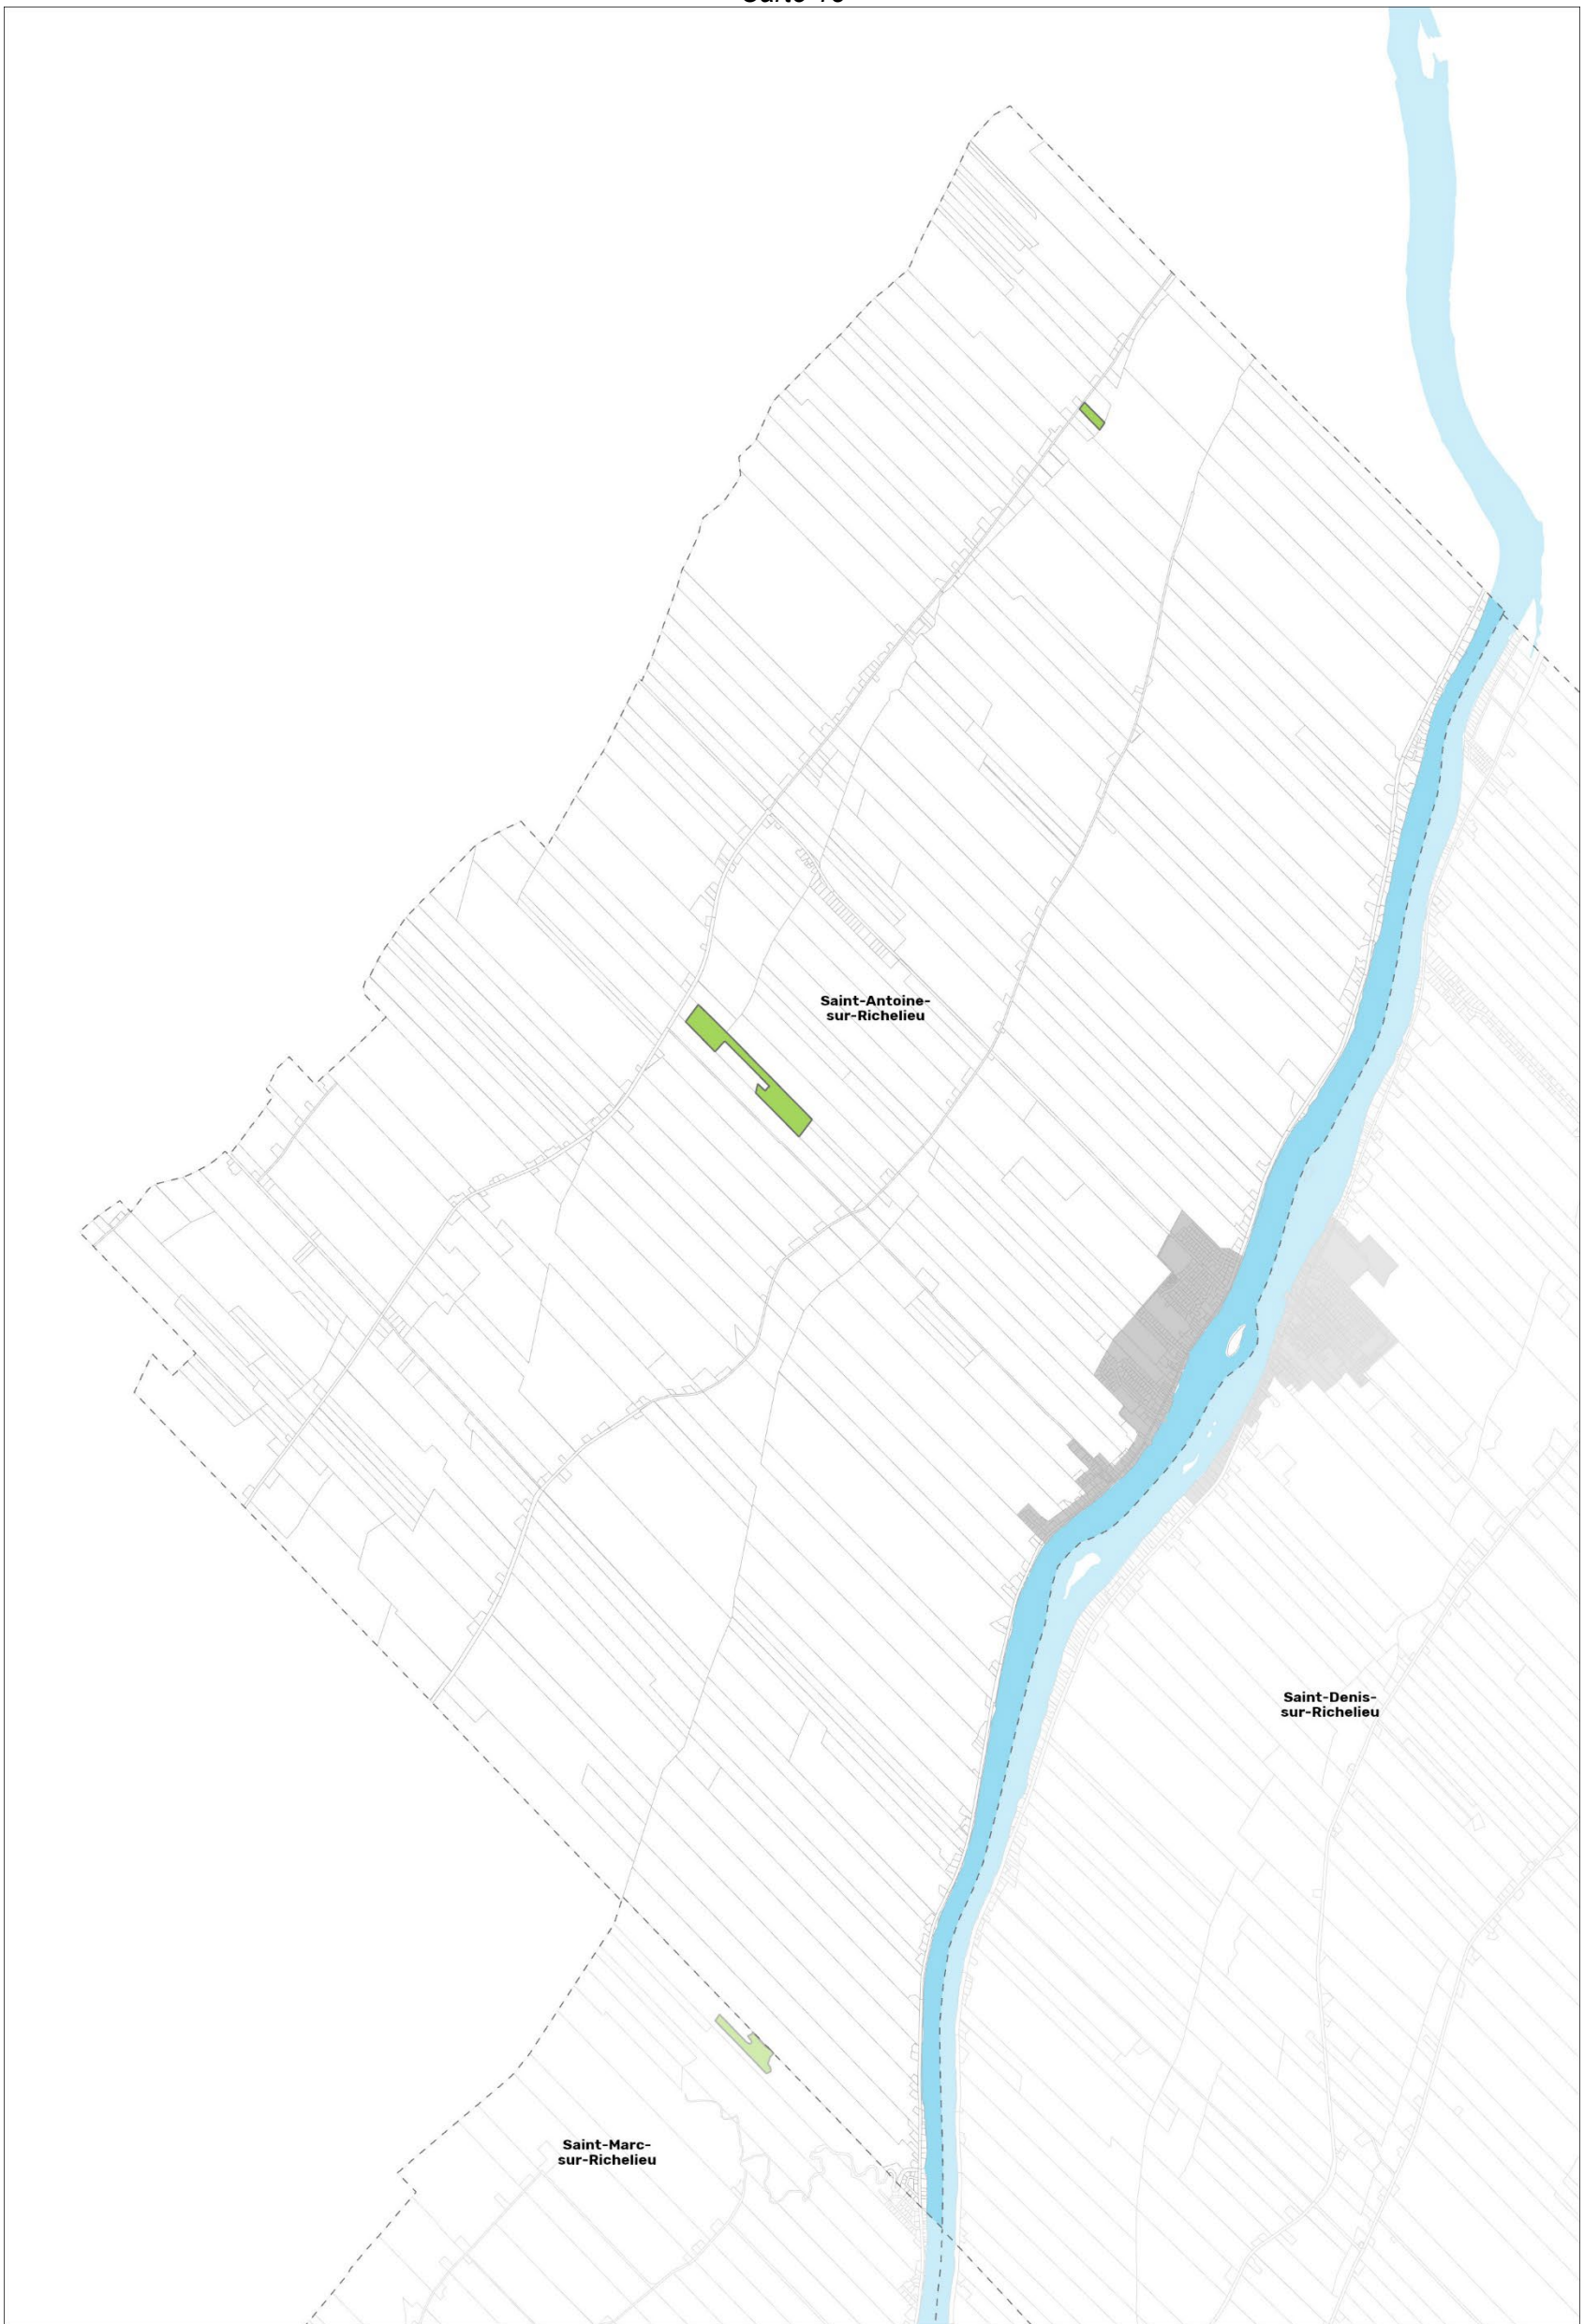 Saint-Antoine-
sur-Richelieu
Saint-Denis-
sur-Richelieu
Saint-Marc-
sur-Richelieu